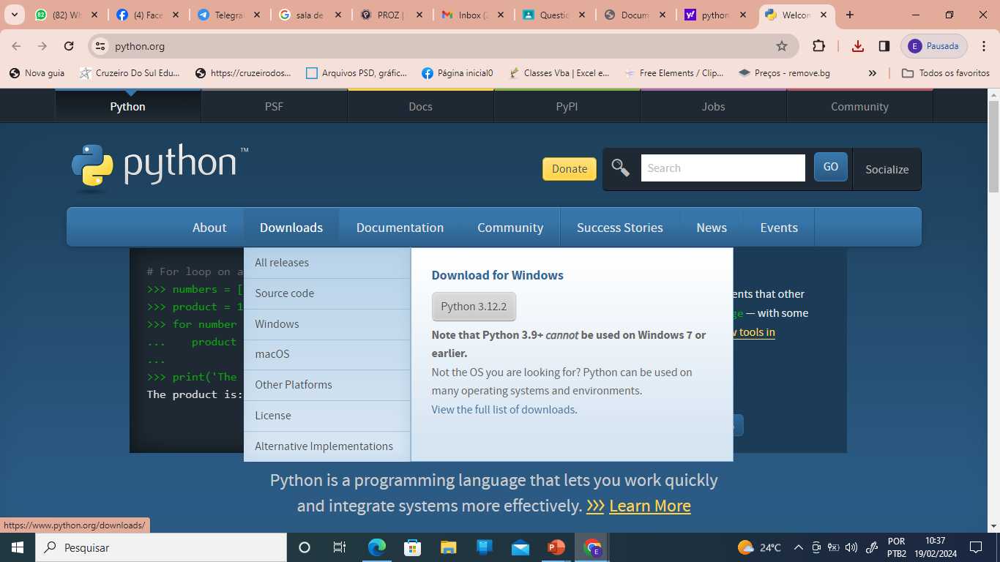 (82) Wh
(4) Face
Telegrar
sala de
PROZ |
Inbox (2
Questic
Docum
python
Welcon
python.org
E Pausada
Nova guia
Cruzeiro Do Sul Edu...
https://cruzeirodos...
Arquivos PSD, gráfic...
Página inicial0
Classes Vba | Excel e...
Free Elements / Clip...
Preços - remove.bg
Todos os favoritos
Python PSF Docs PyPI Jobs Community
python™
Donate
Search
GO
Socialize
About Downloads Documentation Community Success Stories News Events
# For loop on a
>>> numbers = [
>>> product = 1
>>> for number
... product
...
>>> print('The
The product is:
All releases
Source code
Windows
macOS
Other Platforms
License
Alternative Implementations
Download for Windows
Python 3.12.2
Note that Python 3.9+ cannot be used on Windows 7 or
earlier.
Not the OS you are looking for? Python can be used on
many operating systems and environments.
View the full list of downloads.
ents that other
ge — with some
w tools in
Python is a programming language that lets you work quickly
and integrate systems more effectively. >>> Learn More
https://www.python.org/downloads/
Pesquisar
24°C
POR
PTB2
10:37
19/02/2024